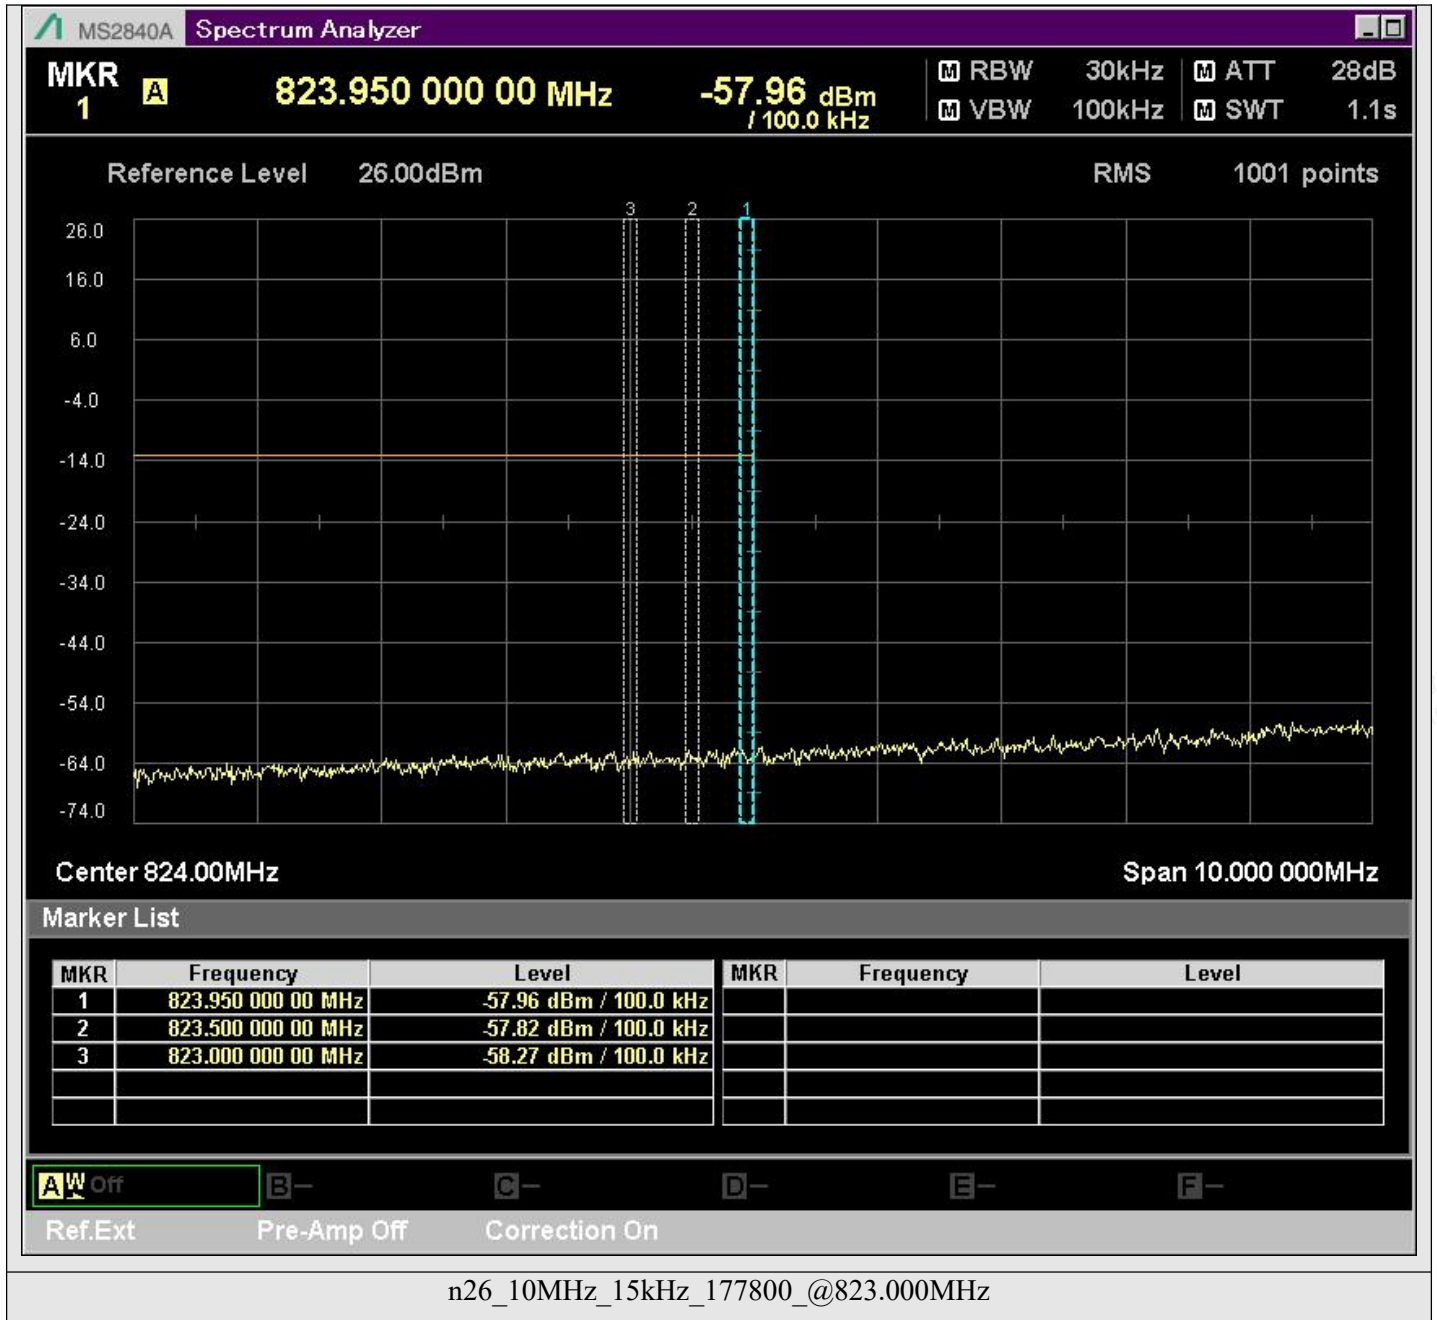 MS2840A Spectrum Analyzer
MKR 1 A 823.950 000 00 MHz -57.96 dBm / 100.0 kHz
M RBW 30kHz M ATT 28dB
M VBW 100kHz M SWT 1.1s
Reference Level 26.00dBm RMS 1001 points
3 2 1
26.0
16.0
6.0
-4.0
-14.0
-24.0
-34.0
-44.0
-54.0
-64.0
-74.0
Center 824.00MHz Span 10.000 000MHz
Marker List
MKR Frequency Level MKR Frequency Level
1 823.950 000 00 MHz -57.96 dBm / 100.0 kHz
2 823.500 000 00 MHz -57.82 dBm / 100.0 kHz
3 823.000 000 00 MHz -58.27 dBm / 100.0 kHz
A W Off B- C- D- E- F-
Ref.Ext Pre-Amp Off Correction On
n26_10MHz_15kHz_177800_@823.000MHz